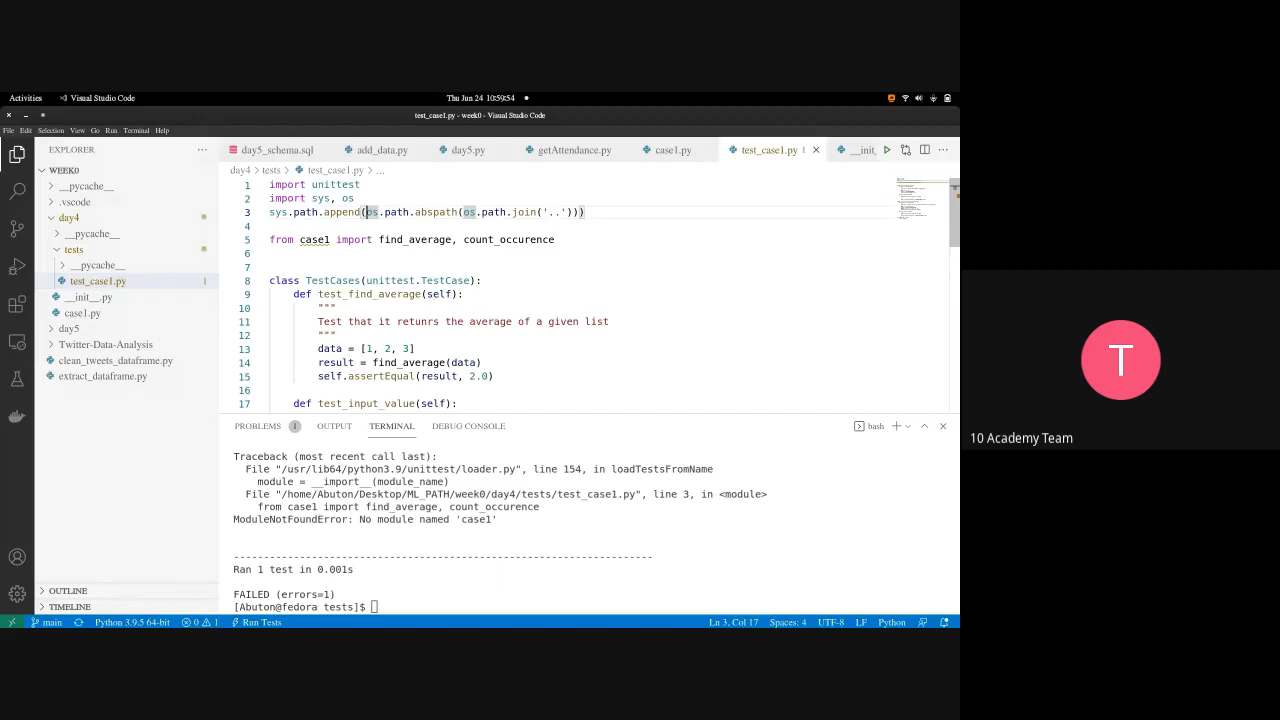 Activities
Visual Studio Code
Thu Jun 24 10:59:54
test_case1.py - week0 - Visual Studio Code
File Edit Selection View Go Run Terminal Help
EXPLORER
WEEK0
__pycache__
.vscode
day4
__pycache__
tests
__pycache__
test_case1.py 1
__init__.py
case1.py
day5
Twitter-Data-Analysis
clean_tweets_dataframe.py
extract_dataframe.py
OUTLINE
TIMELINE
day5_schema.sql add_data.py day5.py getAttendance.py case1.py test_case1.py 1 __init_
day4 > tests > test_case1.py > ...
1 import unittest
2 import sys, os
3 sys.path.append(os.path.abspath(os.path.join('..')))
4
5 from case1 import find_average, count_occurence
6
7
8 class TestCases(unittest.TestCase):
9 def test_find_average(self):
10 """
11 Test that it retunrs the average of a given list
12 """
13 data = [1, 2, 3]
14 result = find_average(data)
15 self.assertEqual(result, 2.0)
16
17 def test_input_value(self):
PROBLEMS 1 OUTPUT TERMINAL DEBUG CONSOLE
bash
Traceback (most recent call last):
File "/usr/lib64/python3.9/unittest/loader.py", line 154, in loadTestsFromName
module = __import__(module_name)
File "/home/Abuton/Desktop/ML_PATH/week0/day4/tests/test_case1.py", line 3, in <module>
from case1 import find_average, count_occurence
ModuleNotFoundError: No module named 'case1'
----------------------------------------------------------------------
Ran 1 test in 0.001s
FAILED (errors=1)
[Abuton@fedora tests]$
main Python 3.9.5 64-bit 0 1 Run Tests Ln 3, Col 17 Spaces: 4 UTF-8 LF Python
T
10 Academy Team